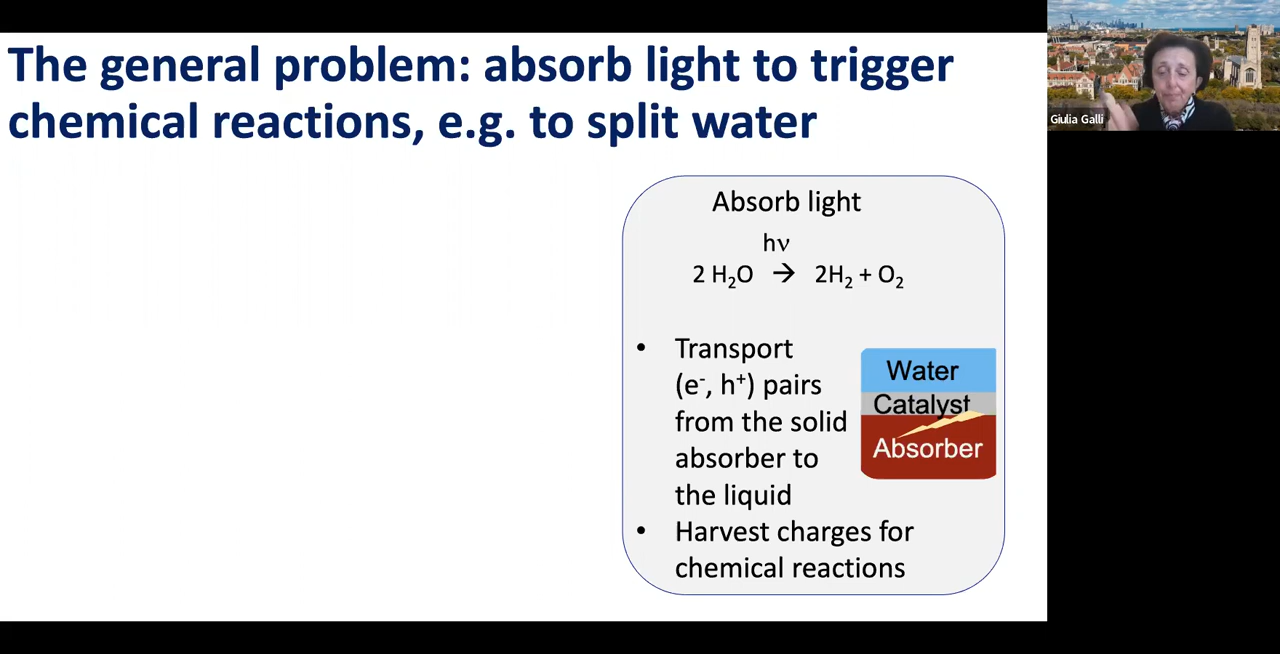 The general problem: absorb light to trigger
chemical reactions, e.g. to split water
Giulia Galli
Absorb light
hν
2 H₂O → 2H₂ + O₂
• Transport
(e⁻, h⁺) pairs
from the solid
absorber to
the liquid
• Harvest charges for
chemical reactions
Water
Catalyst
Absorber